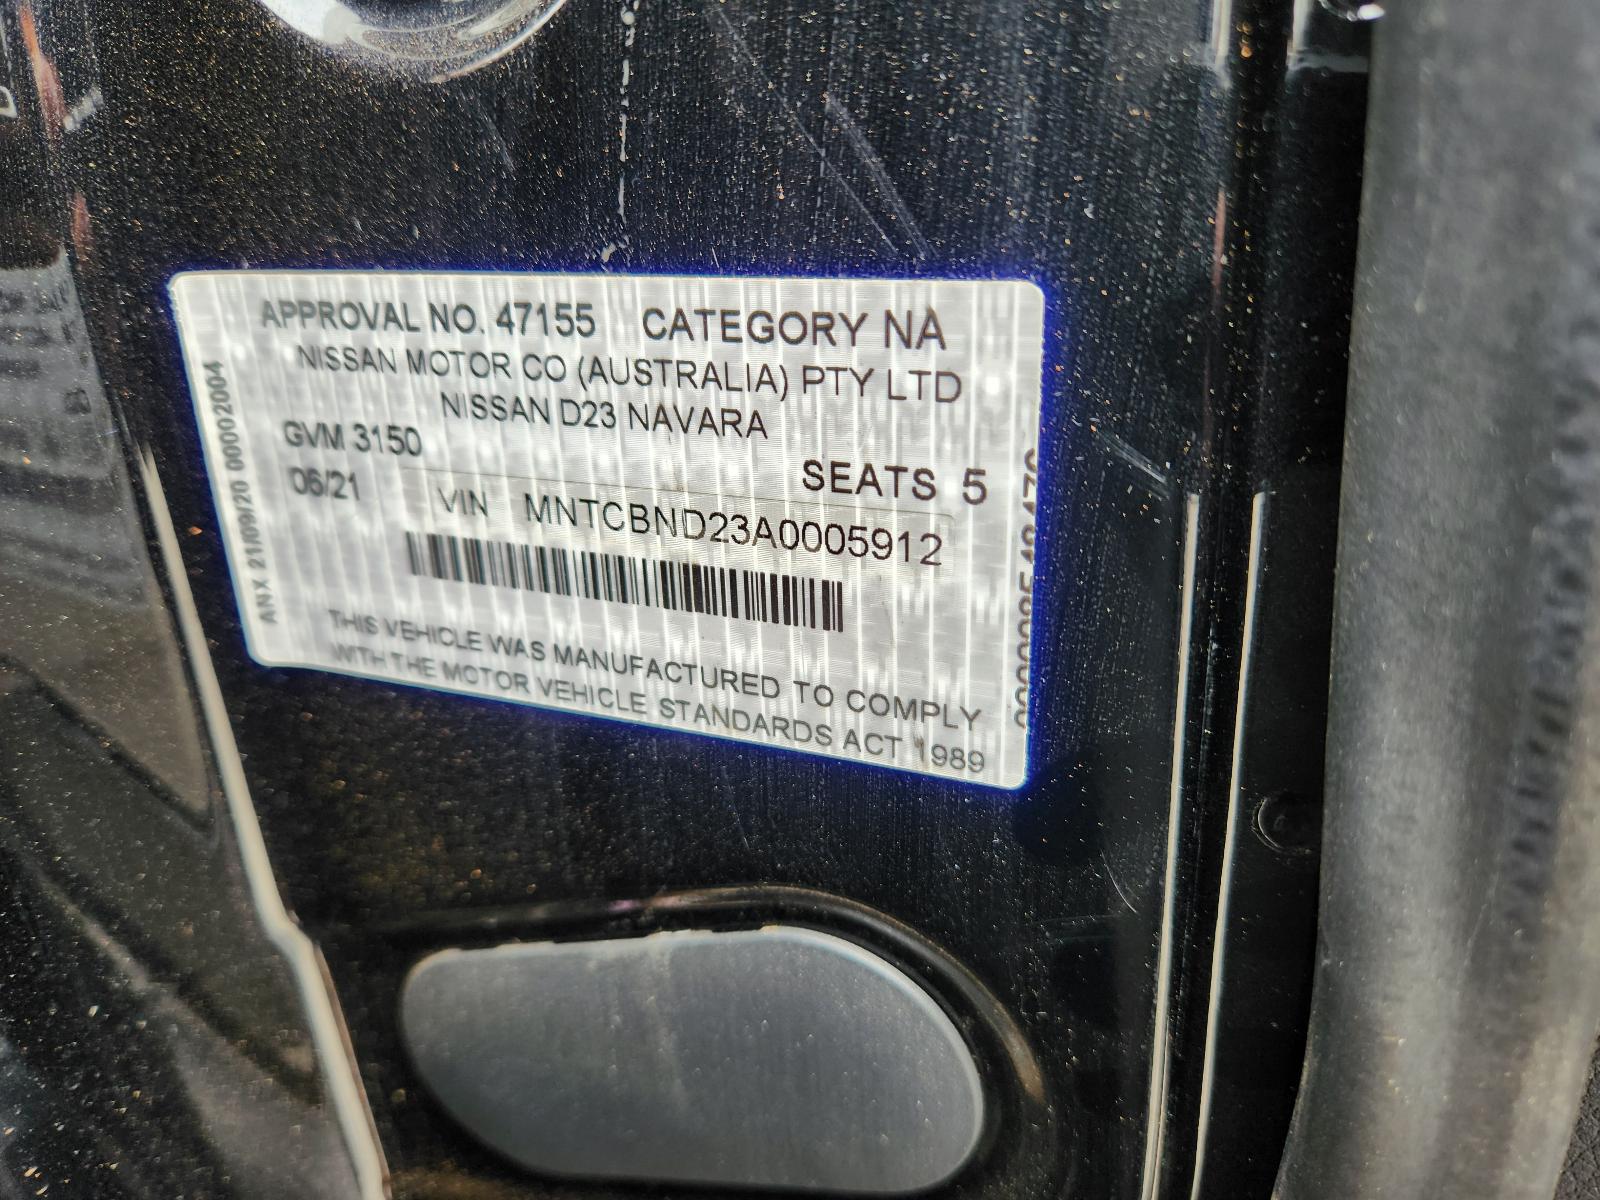 APPROVAL NO. 47155 CATEGORY NA
NISSAN MOTOR CO (AUSTRALIA) PTY LTD
NISSAN D23 NAVARA
GVM 3150
SEATS 5
06/21
VIN MNTCBND23A0005912
THIS VEHICLE WAS MANUFACTURED TO COMPLY
WITH THE MOTOR VEHICLE STANDARDS ACT 1989
ANX 21/09/20 00002004